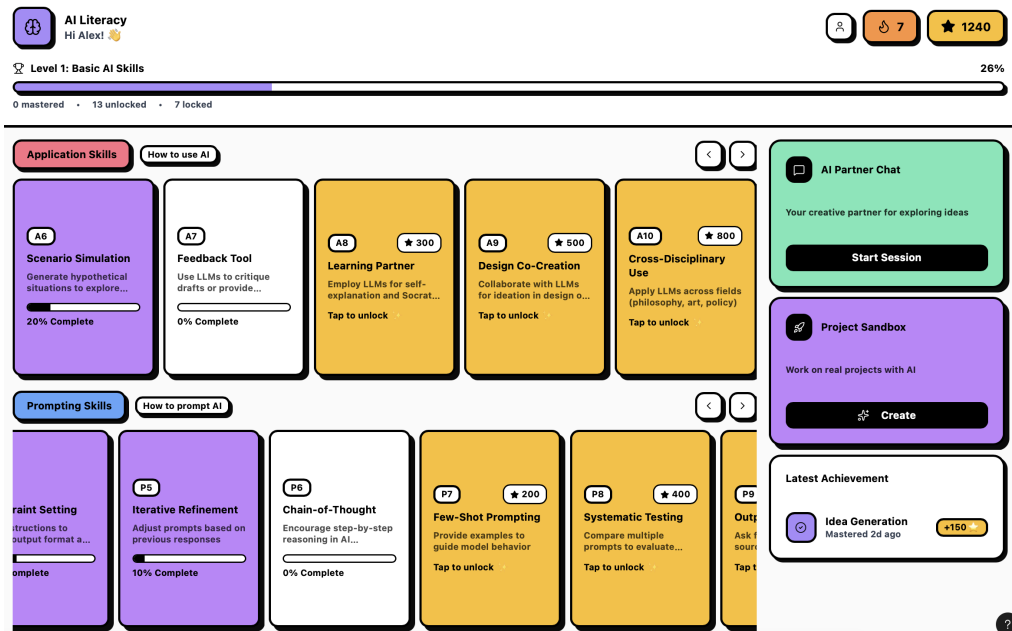 AI Literacy
Hi Alex! 👋
7
1240
Level 1: Basic AI Skills
26%
0 mastered • 13 unlocked • 7 locked
Application Skills
How to use AI
A6
Scenario Simulation
Generate hypothetical
situations to explore...
20% Complete
A7
Feedback Tool
Use LLMs to critique
drafts or provide...
0% Complete
A8
300
Learning Partner
Employ LLMs for self-
explanation and Socrat...
Tap to unlock
A9
500
Design Co-Creation
Collaborate with LLMs
for ideation in design o...
Tap to unlock
A10
800
Cross-Disciplinary
Use
Apply LLMs across fields
(philosophy, art, policy)
Tap to unlock
Prompting Skills
How to prompt AI
raint Setting
structions to
output format a...
omplete
P5
Iterative Refinement
Adjust prompts based on
previous responses
10% Complete
P6
Chain-of-Thought
Encourage step-by-step
reasoning in AI...
0% Complete
P7
200
Few-Shot Prompting
Provide examples to
guide model behavior
Tap to unlock
P8
400
Systematic Testing
Compare multiple
prompts to evaluate...
Tap to unlock
P9
Outp
Ask f
sourc
Tap t
AI Partner Chat
Your creative partner for exploring ideas
Start Session
Project Sandbox
Work on real projects with AI
Create
Latest Achievement
Idea Generation
Mastered 2d ago
+150
?